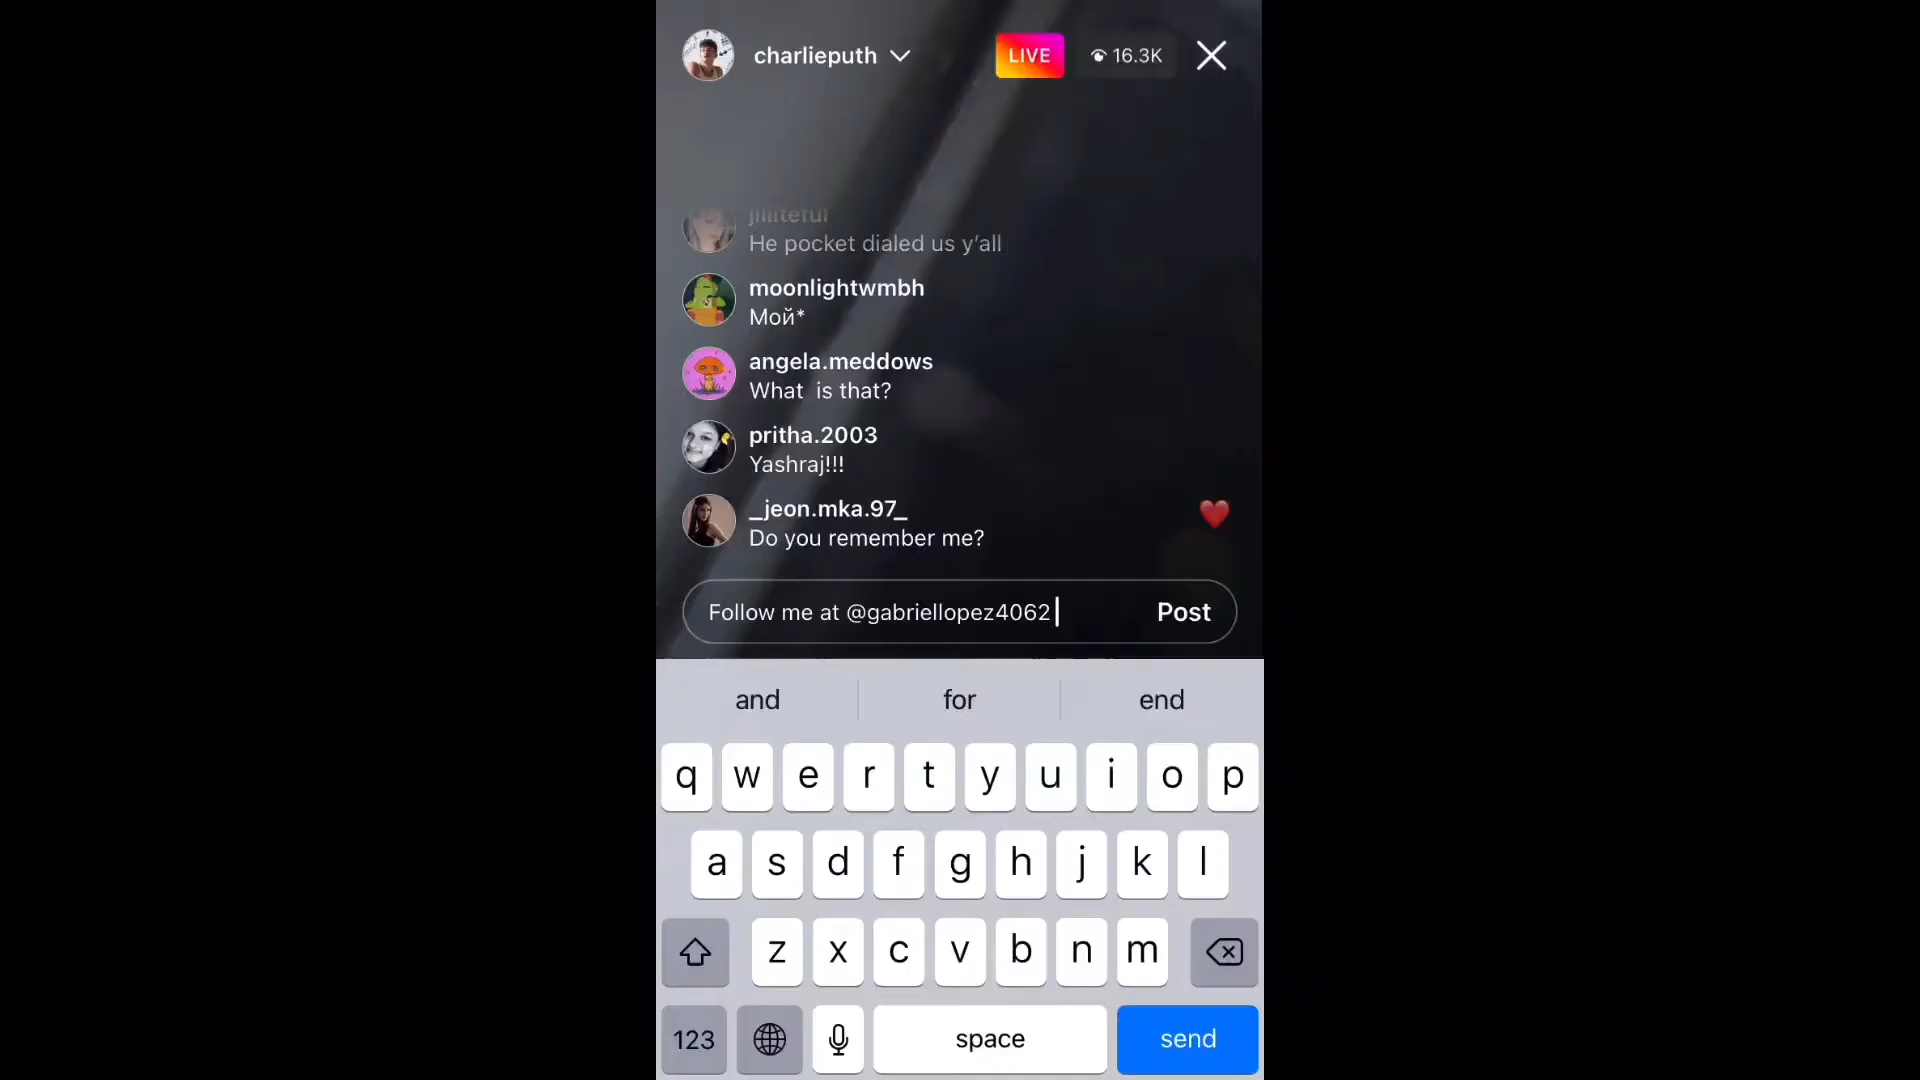 charlieputh
LIVE
16.3K
jilliteful
He pocket dialed us y’all
moonlightwmbh
Мой*
angela.meddows
What  is that?
pritha.2003
Yashraj!!!
_jeon.mka.97_
Do you remember me?
Follow me at @gabriellopez4062
Post
and for end
q w e r t y u i o p
a s d f g h j k l
z x c v b n m
123 space send